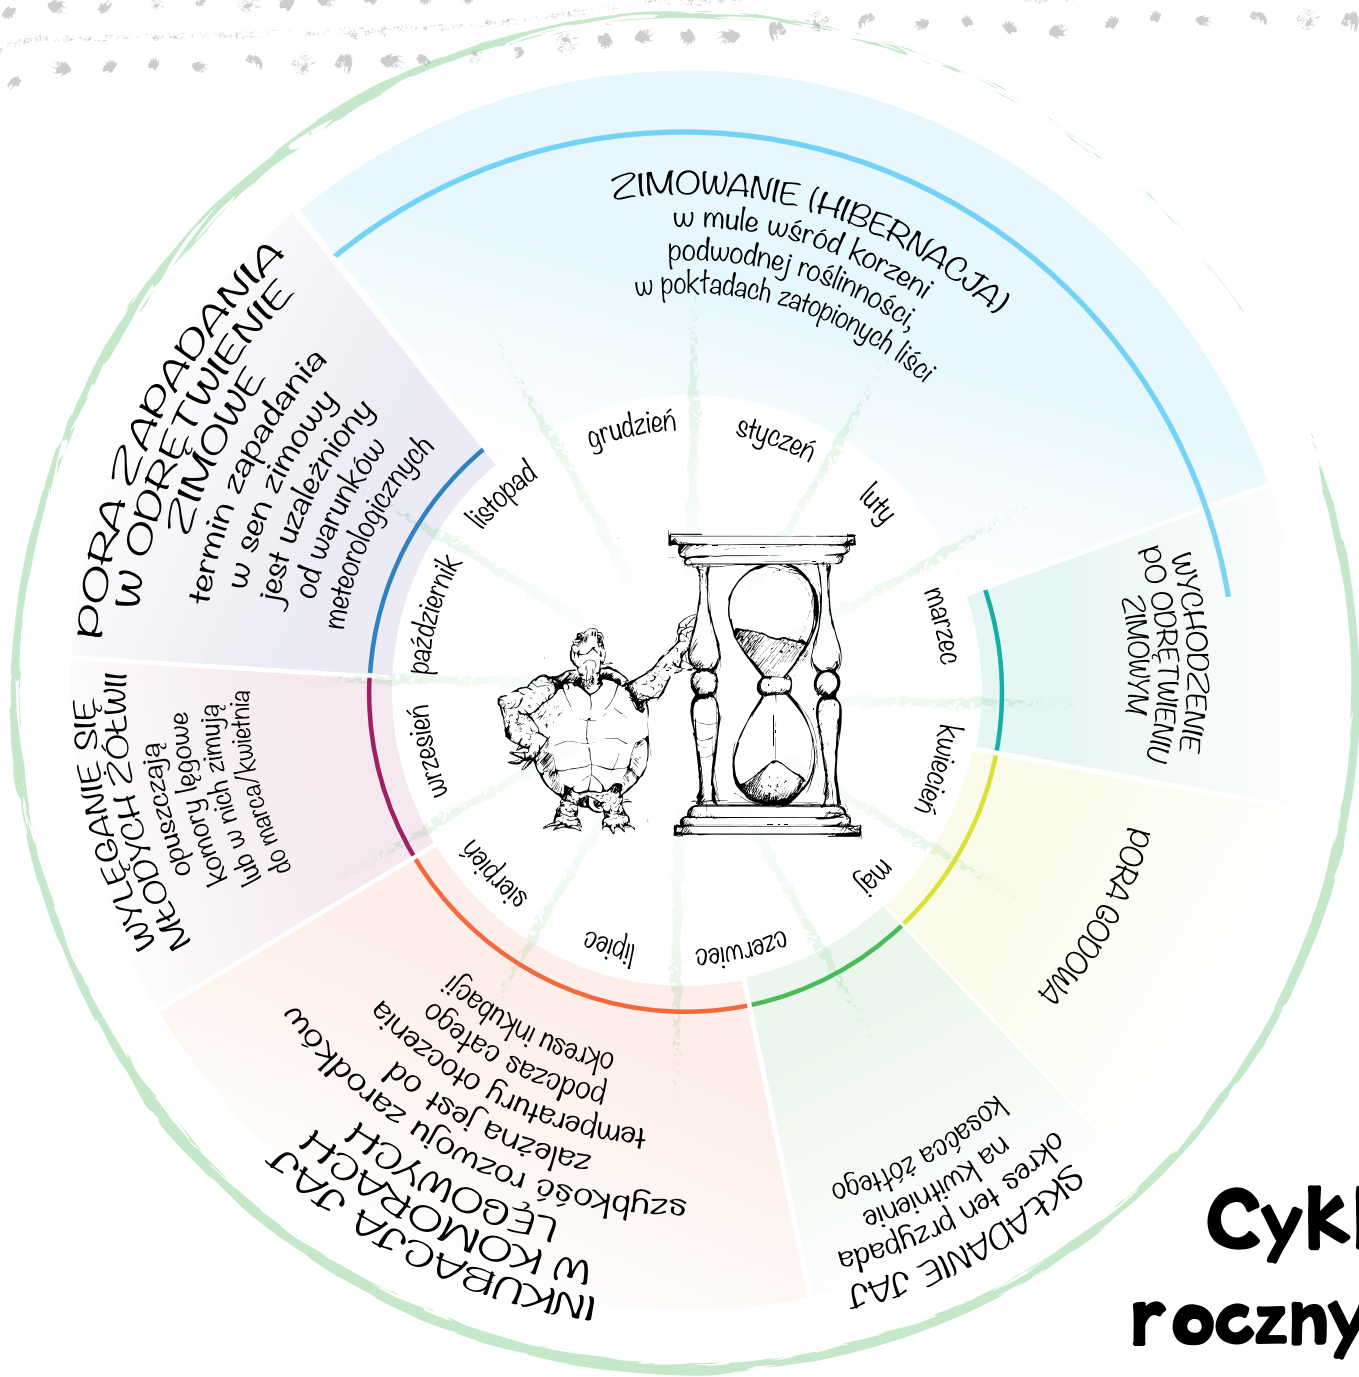 ZIMOWANIE (HIBERNACJA)
w mule wśród korzeni
podwodnej roślinności,
w pokładach zatopionych liści
WYCHODZENIE
PO ODRĘTWIENIU
ZIMOWYM
PORA GODOWA
SKŁADANIE JAJ
okres ten przypada
na kwitnienie
kosaćca żółtego
INKUBACJA JAJ
W KOMORACH
LĘGOWYCH
szybkość rozwoju zarodków
zależna jest od
temperatury otoczenia
podczas całego
okresu inkubacji
WYLĘGANIE SIĘ
MŁODYCH ŻÓŁWII
opuszczają
komory lęgowe
lub w nich zimują
do marca/kwietnia
PORA ZAPADANIA
W ODRĘTWIENIE
ZIMOWE
termin zapadania
w sen zimowy
jest uzależniony
od warunków
meteorologicznych
styczeń
luty
marzec
kwiecień
maj
czerwiec
lipiec
sierpień
wrzesień
październik
listopad
grudzień
Cykl
roczny